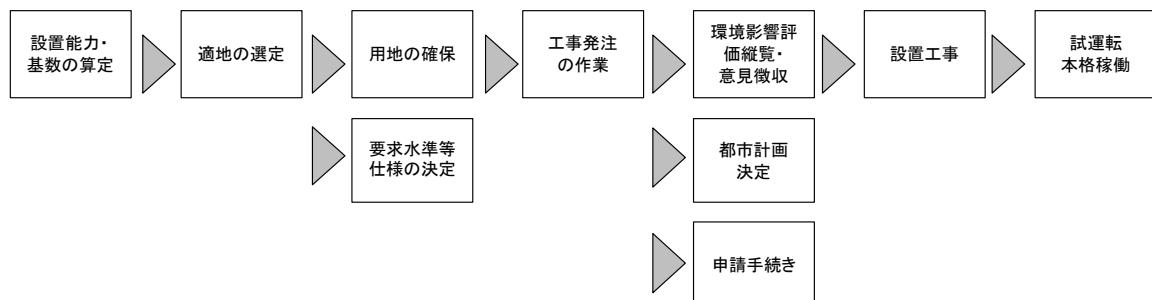 設置能力・
基数の算定
適地の選定
用地の確保
工事発注
の作業
環境影響評
価縦覧・
意見徴収
設置工事
試運転
本格稼働
要求水準等
仕様の決定
都市計画
決定
申請手続き